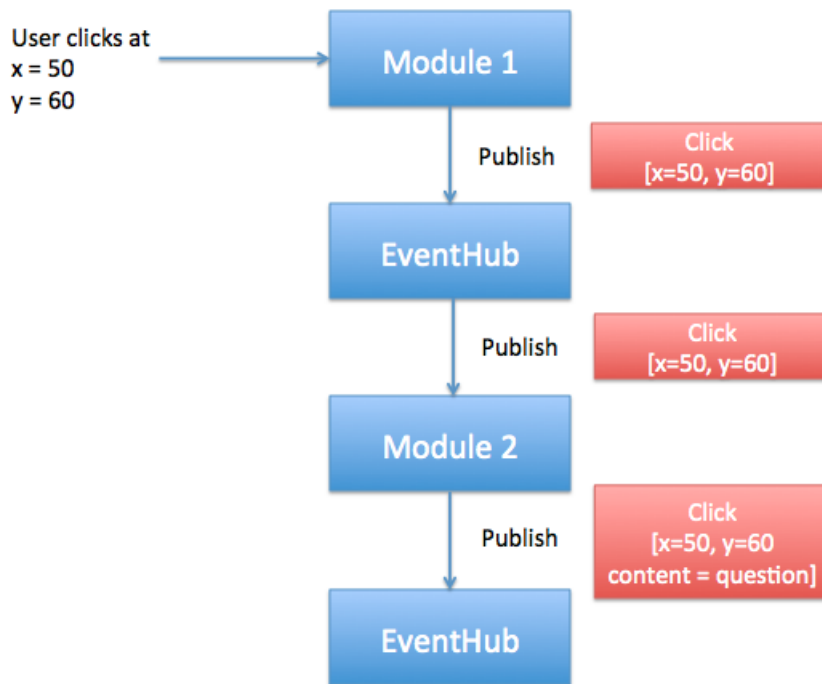 User clicks at
x = 50
y = 60
Module 1
Publish
Click
[x=50, y=60]
EventHub
Publish
Click
[x=50, y=60]
Module 2
Publish
Click
[x=50, y=60
content = question]
EventHub